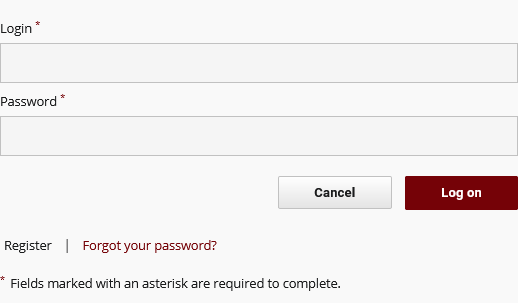 Login *
Password *
Cancel Log on
Register | Forgot your password?
* Fields marked with an asterisk are required to complete.